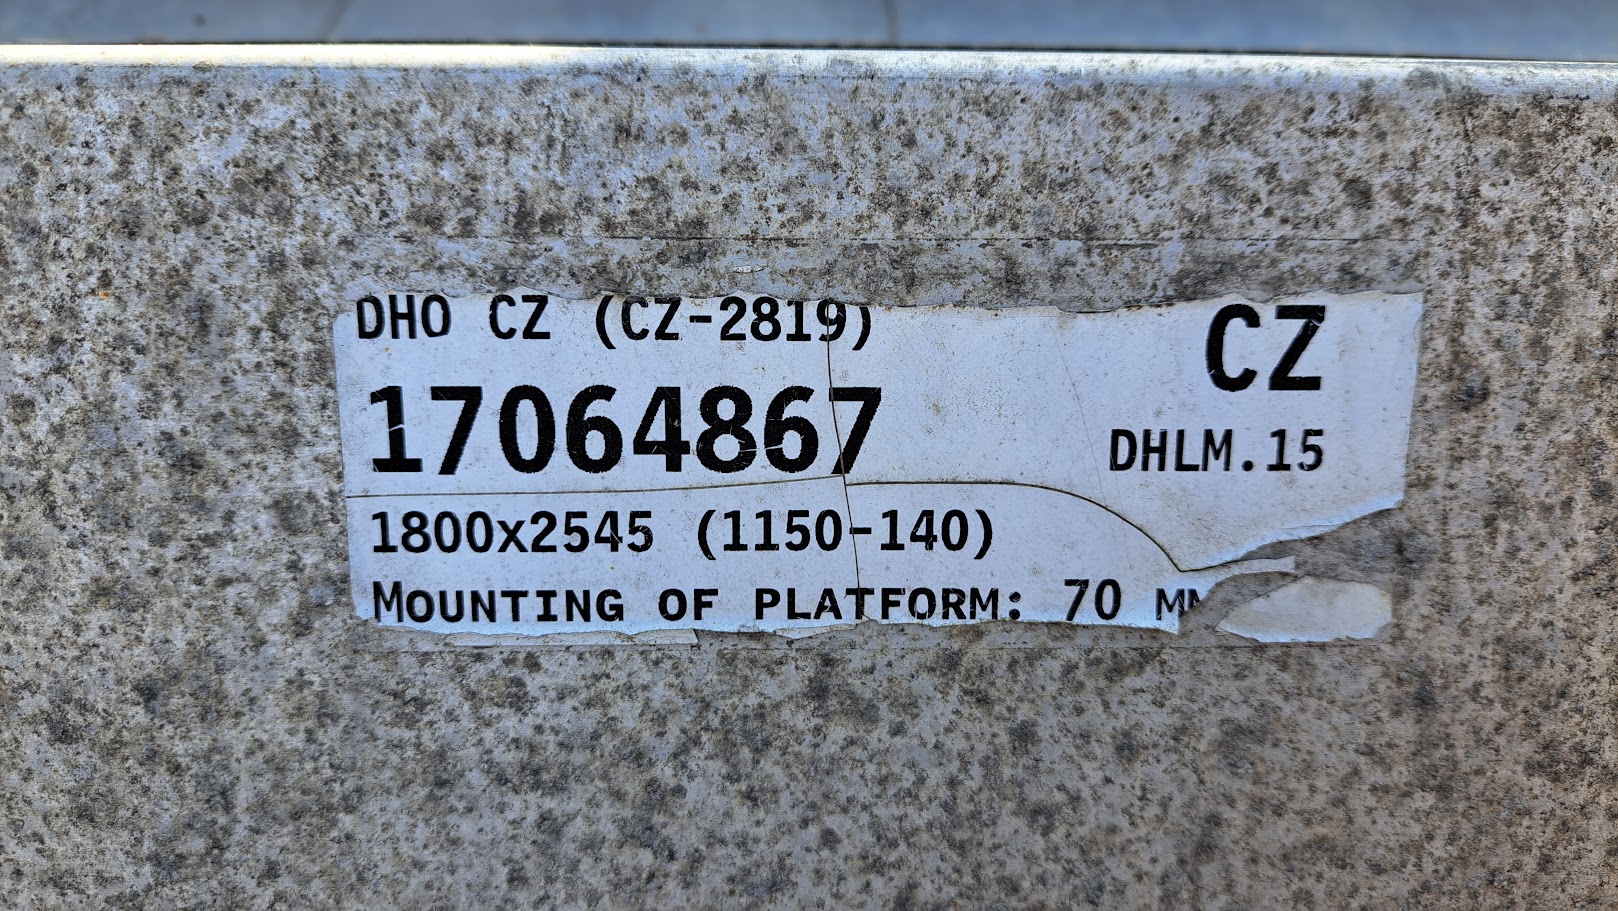 DHO CZ (CZ-2819)
CZ
17064867
DHLM.15
1800x2545 (1150-140)
MOUNTING OF PLATFORM: 70